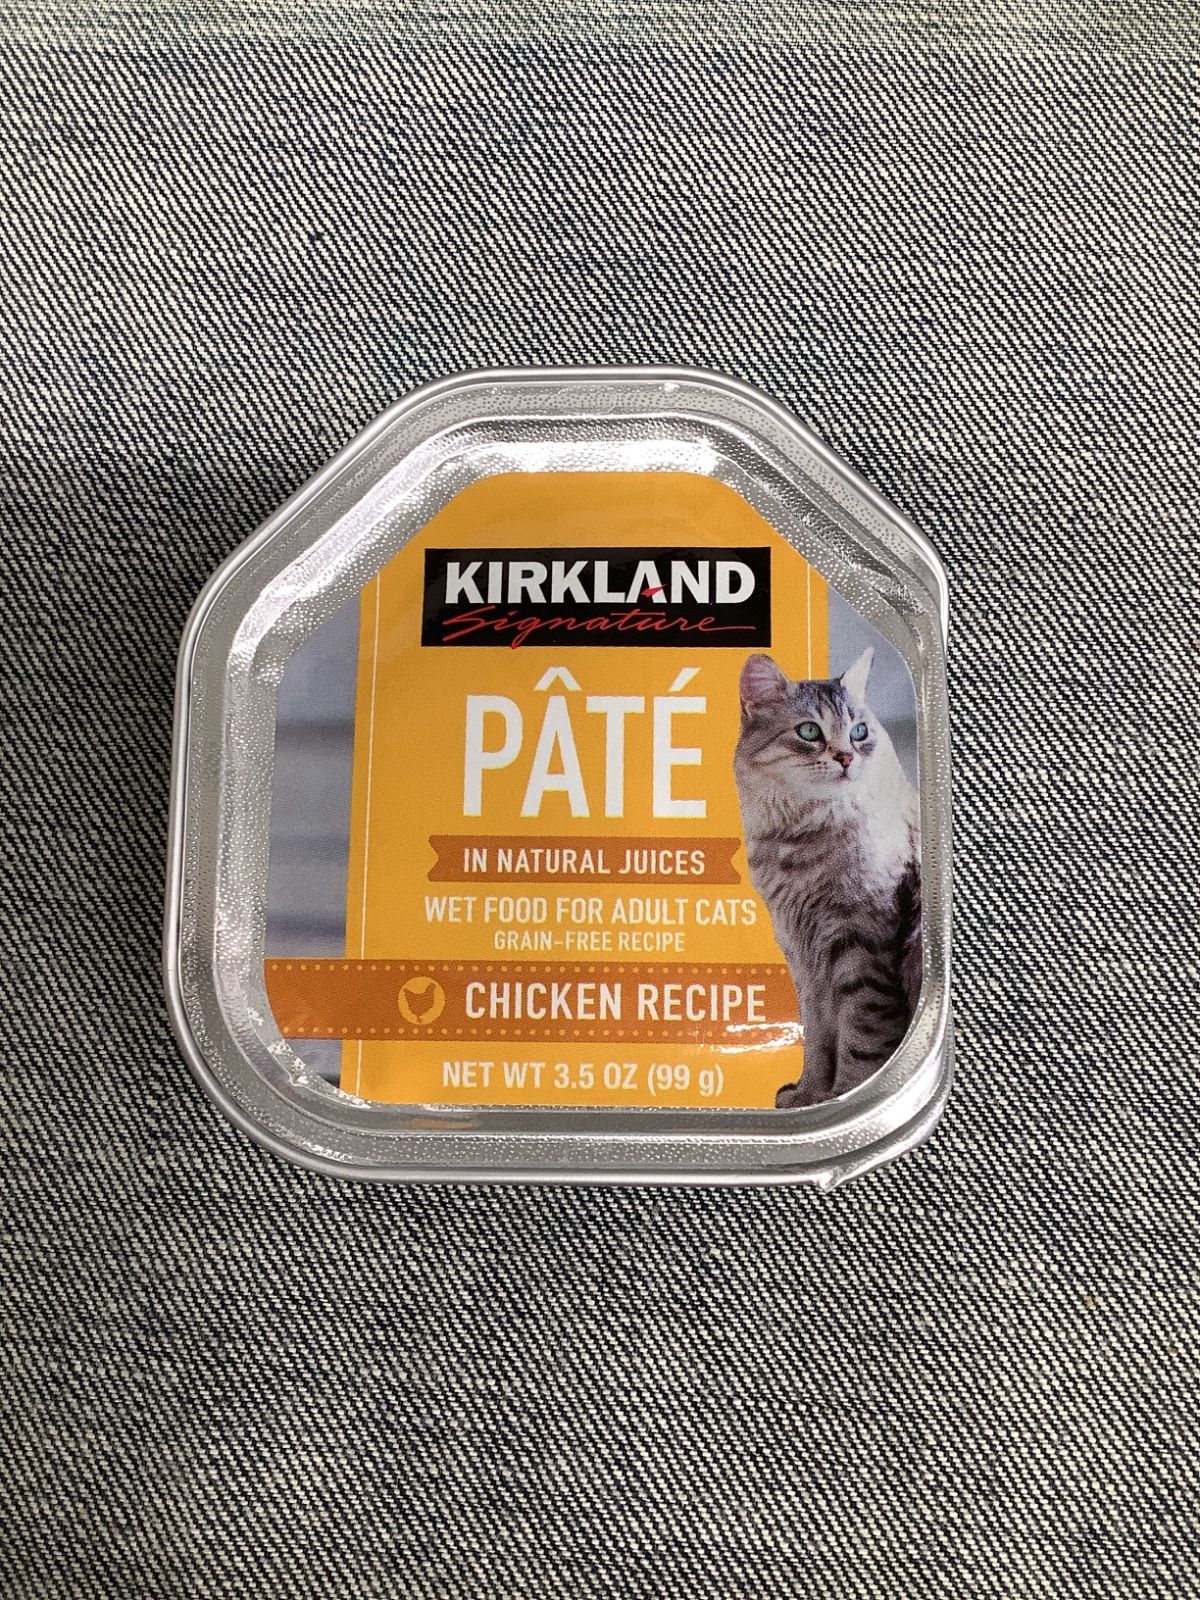 KIRKLAND
Signature
PÂTÉ
IN NATURAL JUICES
WET FOOD FOR ADULT CATS
GRAIN-FREE RECIPE
CHICKEN RECIPE
NET WT 3.5 OZ (99 g)